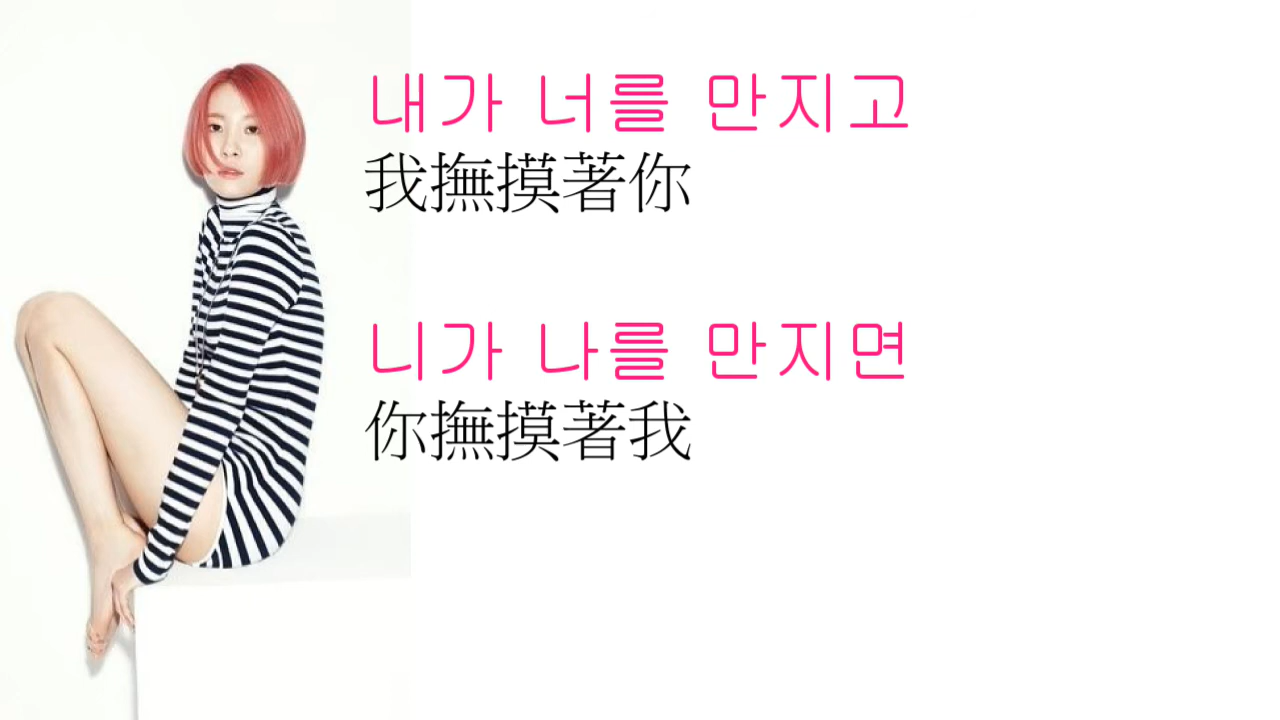 내가 너를 만지고
我撫摸著你
니가 나를 만지면
你撫摸著我